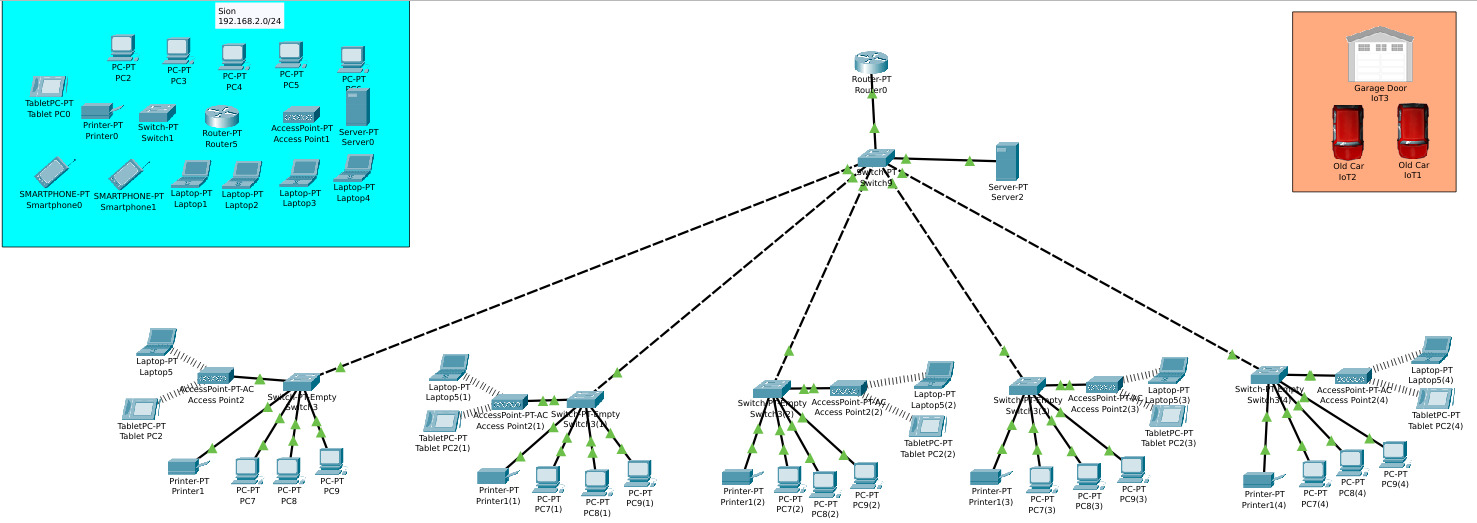 Sion
192.168.2.0/24
PC-PT
PC2
PC-PT
PC3
PC-PT
PC4
PC-PT
PC5
PC-PT
TabletPC-PT
Tablet PC0
Printer-PT
Printer0
Switch-PT
Switch1
Router-PT
Router5
AccessPoint-PT
Access Point1
Server-PT
Server0
SMARTPHONE-PT
Smartphone0
SMARTPHONE-PT
Smartphone1
Laptop-PT
Laptop1
Laptop-PT
Laptop2
Laptop-PT
Laptop3
Laptop-PT
Laptop4
Router-PT
Router0
Switch-PT
Switch9
Server-PT
Server2
Garage Door
IoT3
Old Car
IoT2
Old Car
IoT1
Laptop-PT
Laptop5
AccessPoint-PT-AC
Access Point2
Switch-PT-Empty
Switch3
TabletPC-PT
Tablet PC2
Printer-PT
Printer1
PC-PT
PC7
PC-PT
PC8
PC-PT
PC9
Laptop-PT
Laptop5(1)
AccessPoint-PT-AC
Access Point2(1)
Switch-PT-Empty
Switch3(1)
TabletPC-PT
Tablet PC2(1)
Printer-PT
Printer1(1)
PC-PT
PC7(1)
PC-PT
PC8(1)
PC-PT
PC9(1)
Switch-PT-Empty
Switch3(2)
AccessPoint-PT-AC
Access Point2(2)
Laptop-PT
Laptop5(2)
TabletPC-PT
Tablet PC2(2)
Printer-PT
Printer1(2)
PC-PT
PC7(2)
PC-PT
PC8(2)
PC-PT
PC9(2)
Switch-PT-Empty
Switch3(3)
AccessPoint-PT-AC
Access Point2(3)
Laptop-PT
Laptop5(3)
TabletPC-PT
Tablet PC2(3)
Printer-PT
Printer1(3)
PC-PT
PC7(3)
PC-PT
PC8(3)
PC-PT
PC9(3)
Switch-PT-Empty
Switch3(4)
AccessPoint-PT-AC
Access Point2(4)
Laptop-PT
Laptop5(4)
TabletPC-PT
Tablet PC2(4)
Printer-PT
Printer1(4)
PC-PT
PC7(4)
PC-PT
PC8(4)
PC-PT
PC9(4)